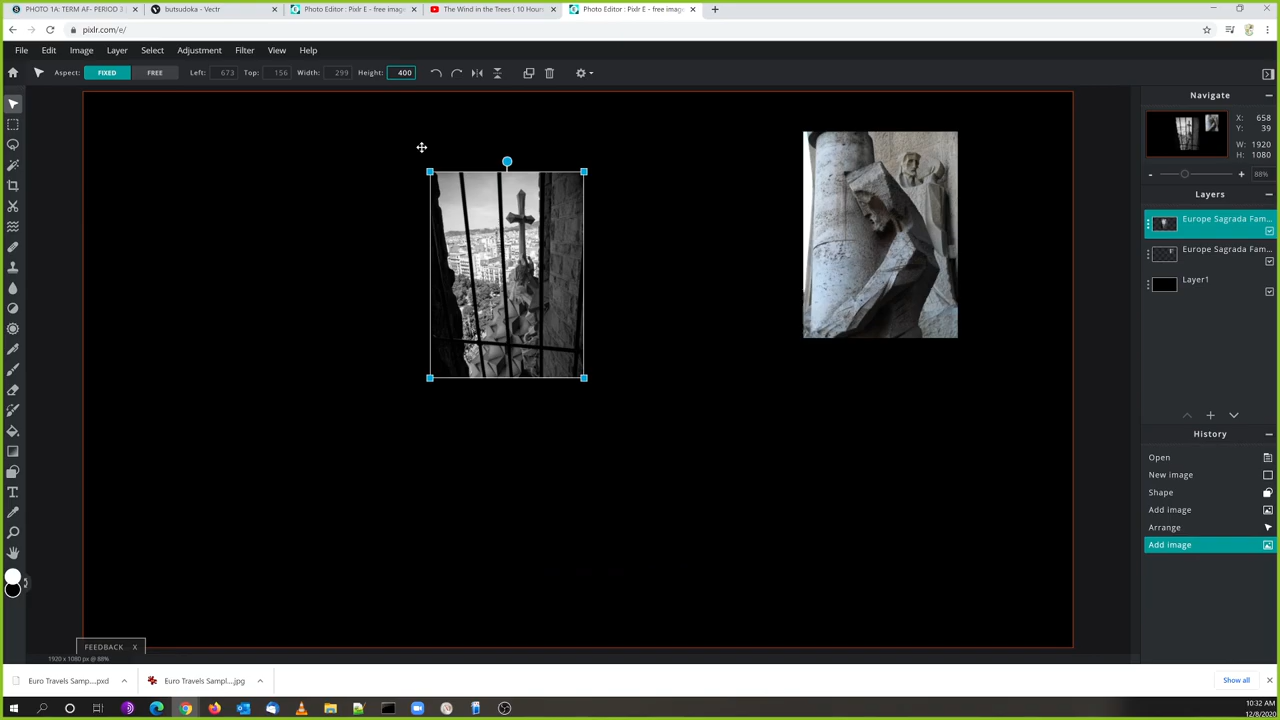 PHOTO 1A: TERM AF- PERIOD 3
butsudoka - Vectr
Photo Editor : Pixlr E - free image
The Wind in the Trees ( 10 Hours
Photo Editor : Pixlr E - free image
pixlr.com/e/
File Edit Image Layer Select Adjustment Filter View Help
Aspect: FIXED FREE Left: 673 Top: 156 Width: 299 Height: 400
Navigate
X: 658
Y: 39
W: 1920
H: 1080
88%
Layers
Europe Sagrada Fam...
Europe Sagrada Fam...
Layer1
History
Open
New image
Shape
Add image
Arrange
Add image
FEEDBACK X
1920 x 1080 px @ 88%
Euro Travels Samp....pxd
Euro Travels Sampl....jpg
Show all
10:32 AM
12/8/2020